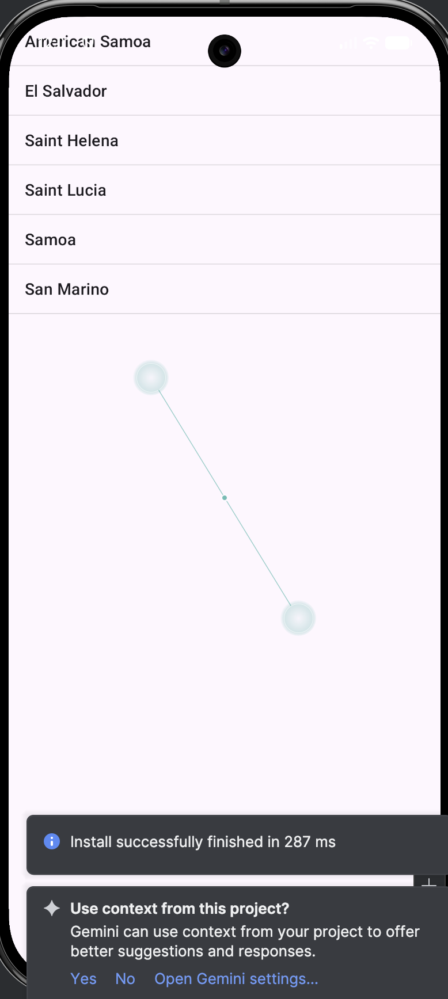 American Samoa
El Salvador
Saint Helena
Saint Lucia
Samoa
San Marino
Install successfully finished in 287 ms
Use context from this project?
Gemini can use context from your project to offer
better suggestions and responses.
Yes No Open Gemini settings...